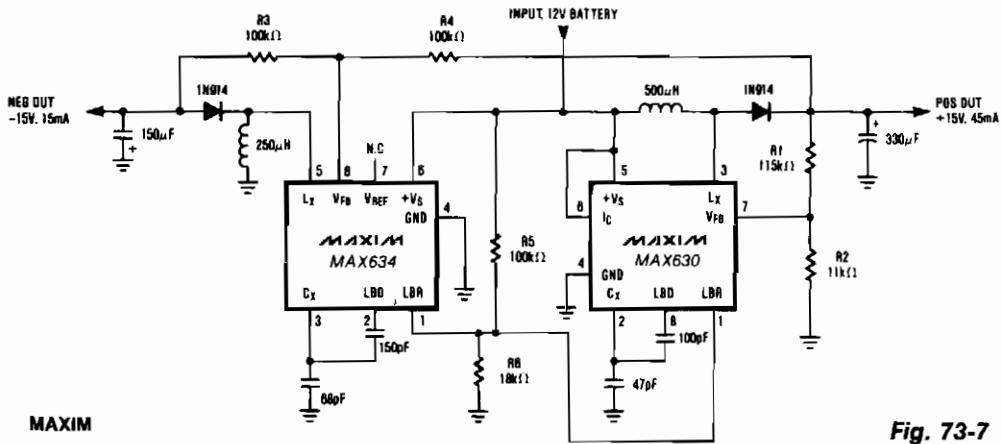 INPUT, 12V BATTERY
R3
100kΩ
R4
100kΩ
NEG OUT
-15V, 15mA
1N914
150µF
+
250µH
N.C
5
8
7
6
LX
VFB
VREF
+VS
GND
4
MAXIM
MAX634
CX
LBD
LBR
3
2
1
150pF
68pF
R5
100kΩ
R6
18kΩ
500µH
1N914
POS OUT
+15V, 45mA
+
330µF
R1
115kΩ
R2
11kΩ
5
3
+VS
LX
6
IC
VFB
7
MAXIM
MAX630
4
GND
CX
LBD
LBR
2
8
1
100pF
47pF
MAXIM
Fig. 73-7